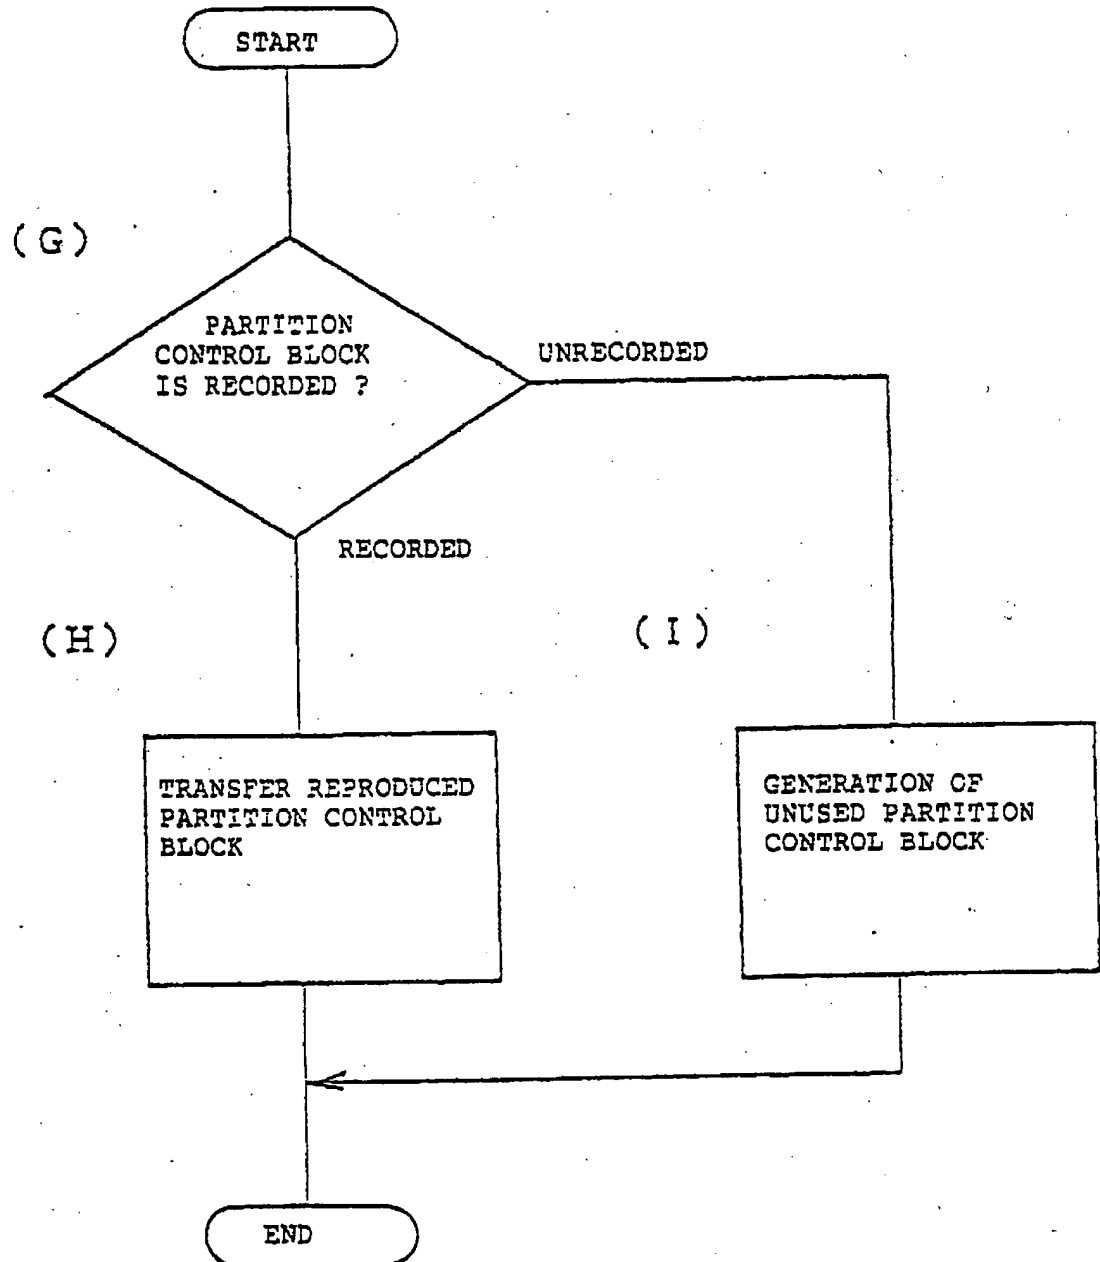 START
(G)
PARTITION
CONTROL BLOCK
IS RECORDED ?
UNRECORDED
RECORDED
(H)
(I)
TRANSFER REPRODUCED
PARTITION CONTROL
BLOCK
GENERATION OF
UNUSED PARTITION
CONTROL BLOCK
END